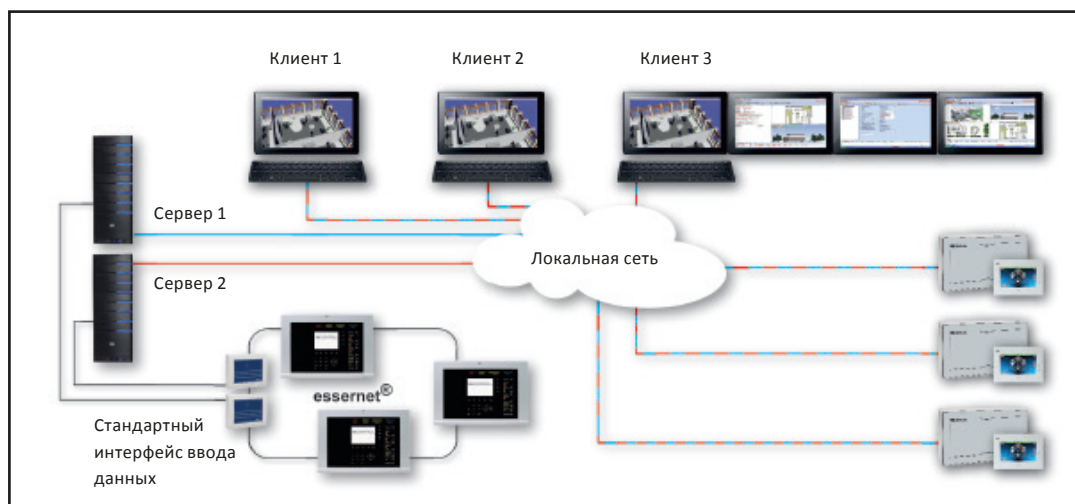 Клиент 1
Клиент 2
Клиент 3
Сервер 1
Локальная сеть
Сервер 2
essernet®
Стандартный
интерфейс ввода
данных